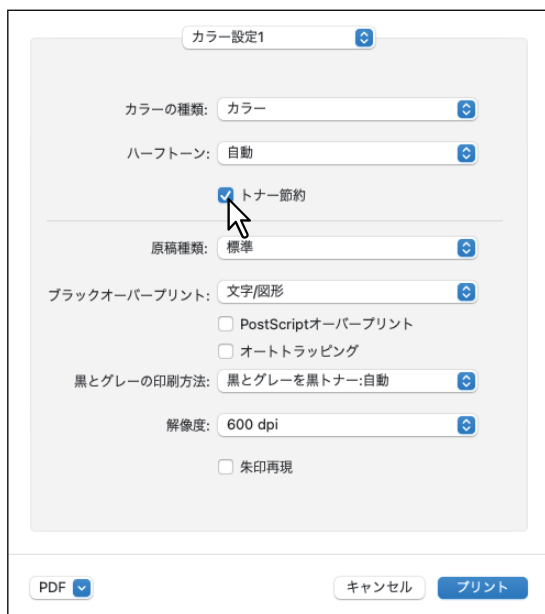 カラー設定1
カラーの種類: カラー
ハーフトーン: 自動
トナー節約
原稿種類: 標準
ブラックオーバープリント: 文字/図形
PostScriptオーバープリント
オートトラッピング
黒とグレーの印刷方法: 黒とグレーを黒トナー:自動
解像度: 600 dpi
朱印再現
PDF キャンセル プリント